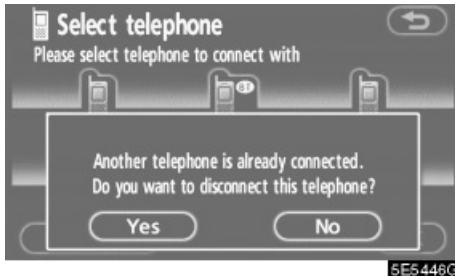 Select telephone
Please select telephone to connect with
BT
Another telephone is already connected.
Do you want to disconnect this telephone?
Yes
No
5E5446G